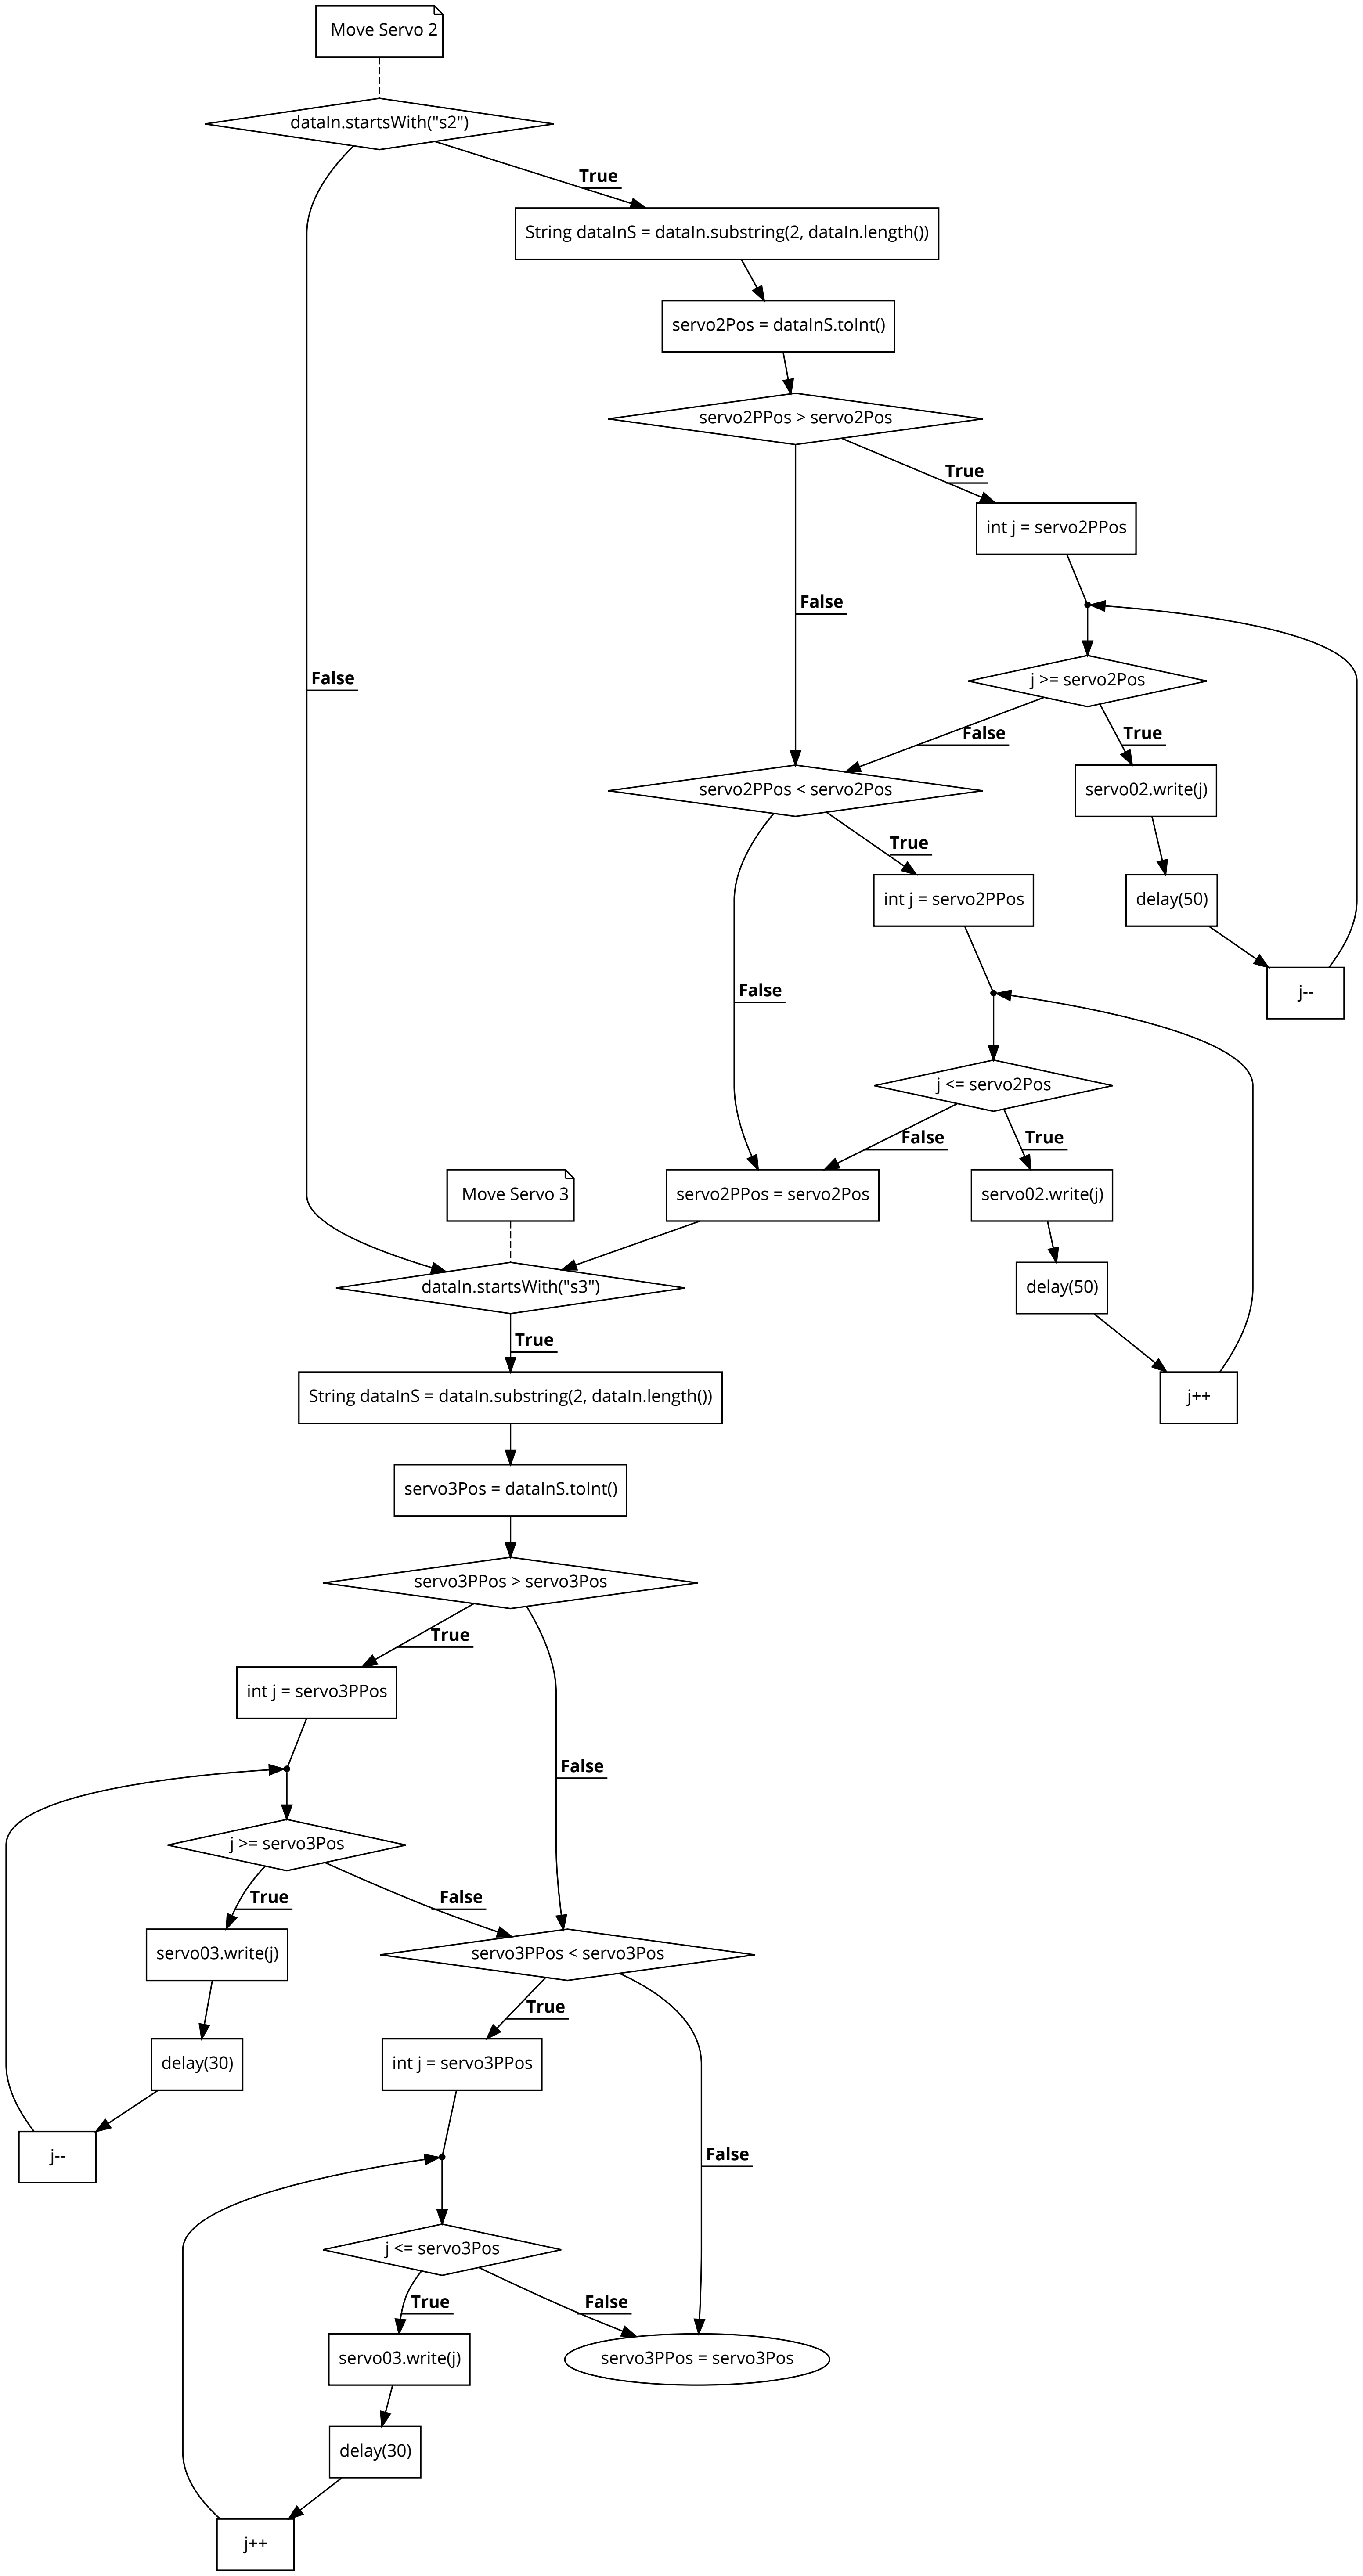 Move Servo 2
dataIn.startsWith("s2")
True
String dataInS = dataIn.substring(2, dataIn.length())
servo2Pos = dataInS.toInt()
servo2PPos > servo2Pos
True
int j = servo2PPos
False
False
j >= servo2Pos
False
True
servo2PPos < servo2Pos
servo02.write(j)
True
int j = servo2PPos
delay(50)
False
j--
j <= servo2Pos
False
True
Move Servo 3
servo2PPos = servo2Pos
servo02.write(j)
dataIn.startsWith("s3")
delay(50)
True
String dataInS = dataIn.substring(2, dataIn.length())
j++
servo3Pos = dataInS.toInt()
servo3PPos > servo3Pos
True
int j = servo3PPos
False
j >= servo3Pos
True
False
servo03.write(j)
servo3PPos < servo3Pos
True
delay(30)
int j = servo3PPos
j--
False
j <= servo3Pos
True
False
servo03.write(j)
servo3PPos = servo3Pos
delay(30)
j++